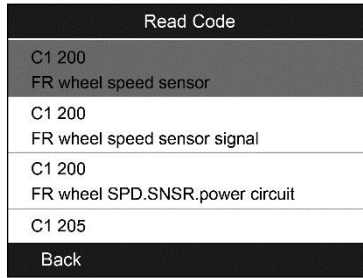 Read Code
C1 200
FR wheel speed sensor
C1 200
FR wheel speed sensor signal
C1 200
FR wheel SPD.SNSR.power circuit
C1 205
Back